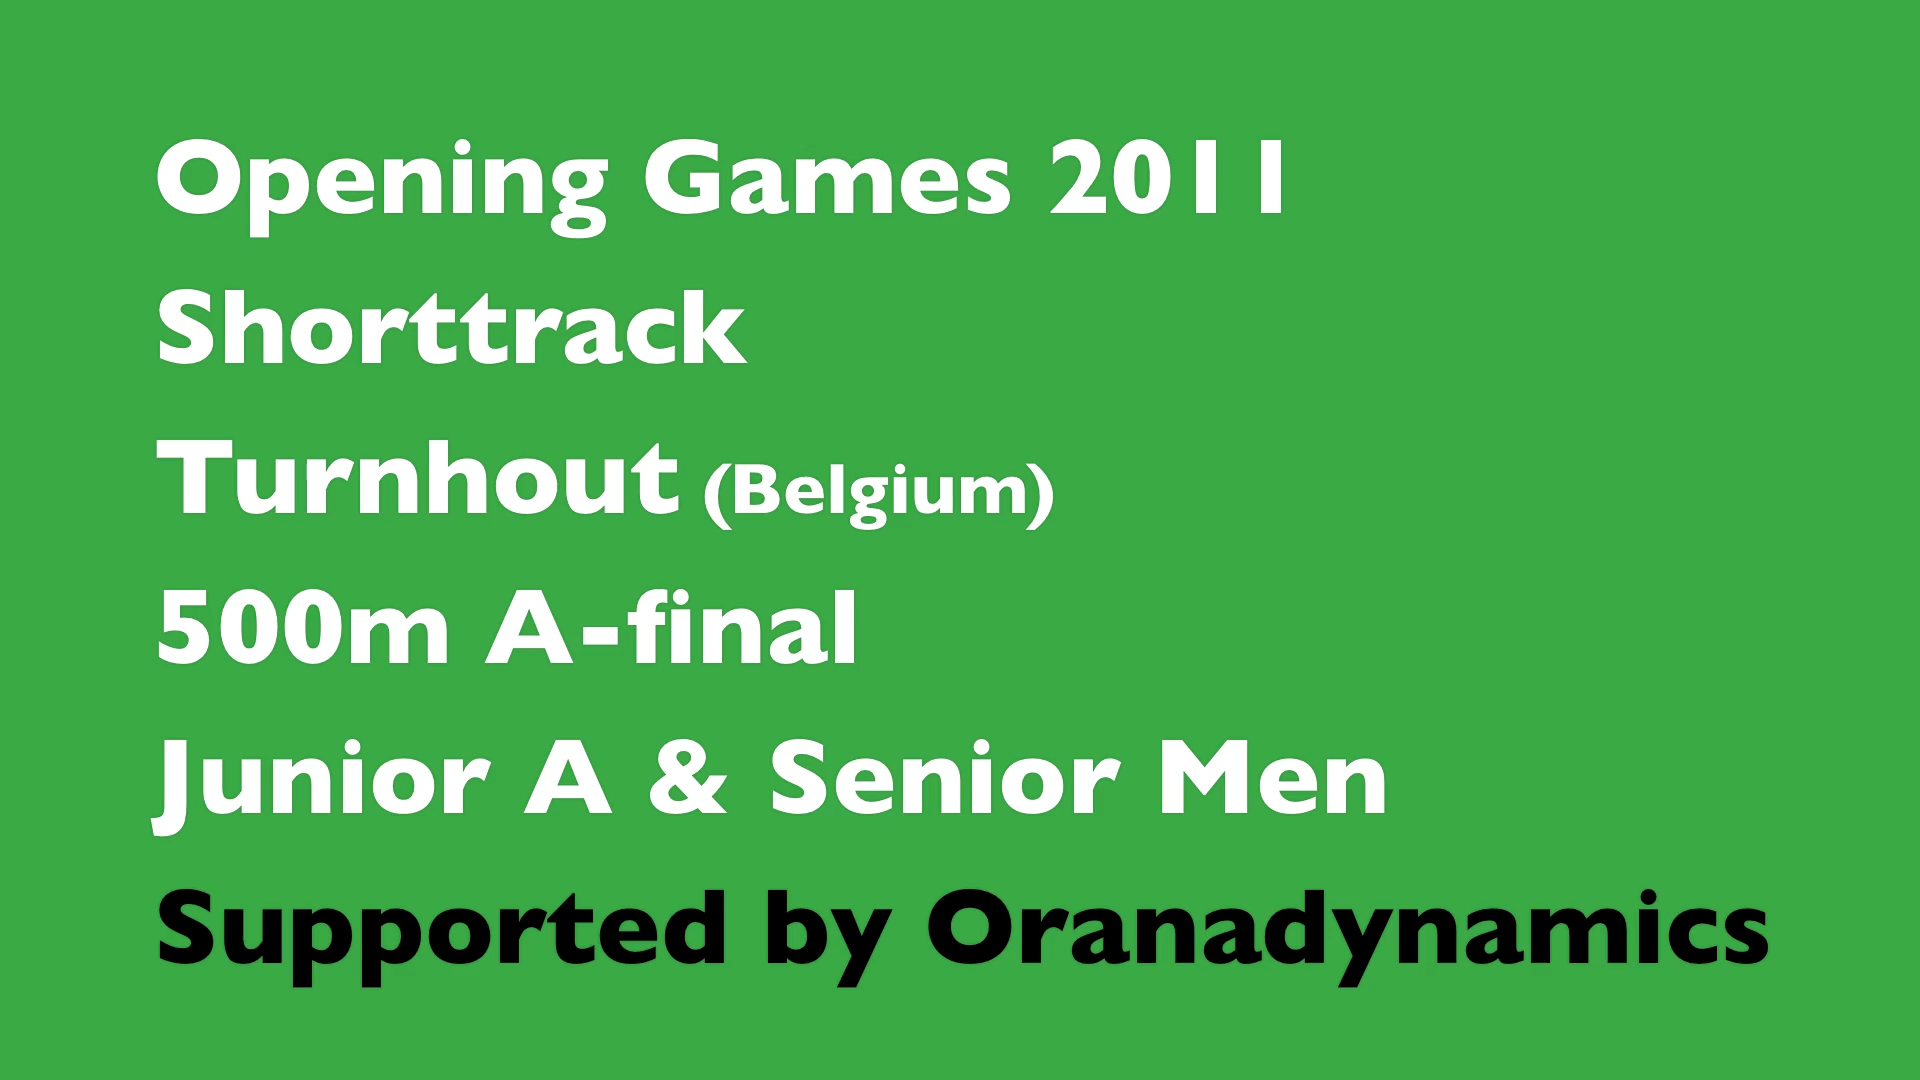 Opening Games 2011
Shorttrack
Turnhout (Belgium)
500m A-final
Junior A & Senior Men
Supported by Oranadynamics